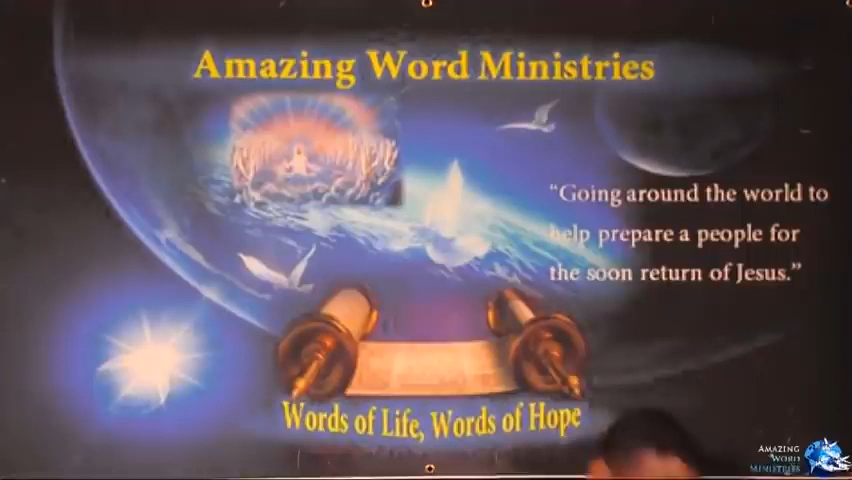 Amazing Word Ministries
“Going around the world to
help prepare a people for
the soon return of Jesus.”
Words of Life, Words of Hope
AMAZING
WORD
MINISTRIES